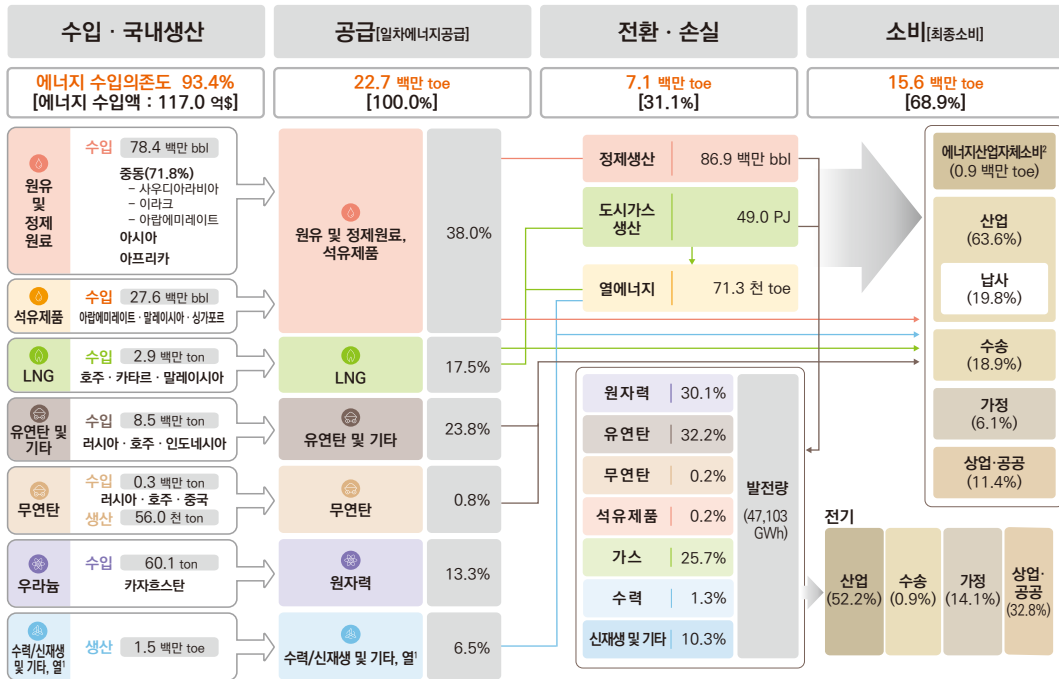 수입 · 국내생산
공급[일차에너지공급]
전환 · 손실
소비[최종소비]
에너지 수입의존도 93.4%
[에너지 수입액 : 117.0 억$]
22.7 백만 toe
[100.0%]
7.1 백만 toe
[31.1%]
15.6 백만 toe
[68.9%]
원유
및
정제
원료
수입 78.4 백만 bbl
중동(71.8%)
– 사우디아라비아
– 이라크
– 아랍에미레이트
아시아
아프리카
석유제품
수입 27.6 백만 bbl
아랍에미레이트 · 말레이시아 · 싱가포르
LNG
수입 2.9 백만 ton
호주 · 카타르 · 말레이시아
유연탄 및
기타
수입 8.5 백만 ton
러시아 · 호주 · 인도네시아
무연탄
수입 0.3 백만 ton
러시아 · 호주 · 중국
생산 56.0 천 ton
우라늄
수입 60.1 ton
카자흐스탄
수력/신재생
및 기타, 열¹
생산 1.5 백만 toe
원유 및 정제원료,
석유제품
38.0%
LNG
17.5%
유연탄 및 기타
23.8%
무연탄
0.8%
원자력
13.3%
수력/신재생 및 기타, 열¹
6.5%
정제생산 86.9 백만 bbl
도시가스
생산
49.0 PJ
열에너지 71.3 천 toe
원자력 30.1%
유연탄 32.2%
무연탄 0.2%
석유제품 0.2%
가스 25.7%
수력 1.3%
신재생 및 기타 10.3%
발전량
(47,103
GWh)
에너지산업자체소비²
(0.9 백만 toe)
산업
(63.6%)
납사
(19.8%)
수송
(18.9%)
가정
(6.1%)
상업·공공
(11.4%)
전기
산업
(52.2%)
수송
(0.9%)
가정
(14.1%)
상업·
공공
(32.8%)